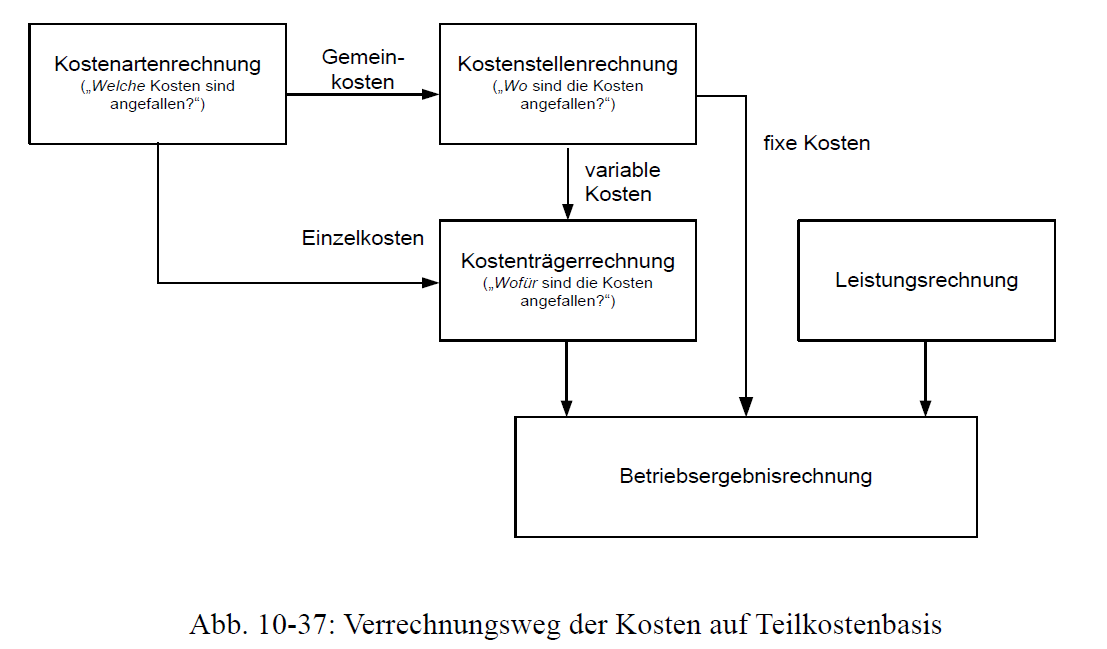 Kostenartenrechnung
(„Welche Kosten sind
angefallen?“)
Gemein-
kosten
Kostenstellenrechnung
(„Wo sind die Kosten
angefallen?“)
fixe Kosten
variable
Kosten
Einzelkosten
Kostenträgerrechnung
(„Wofür sind die Kosten
angefallen?“)
Leistungsrechnung
Betriebsergebnisrechnung
Abb. 10-37: Verrechnungsweg der Kosten auf Teilkostenbasis